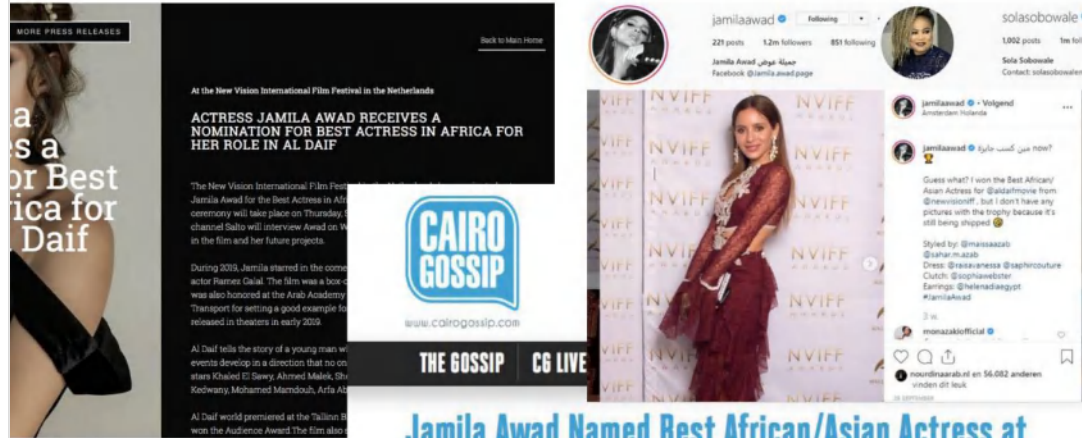 MORE PRESS RELEASES
Back to Main Home
a
s a
or Best
ica for
Daif
At the New Vision International Film Festival in the Netherlands
ACTRESS JAMILA AWAD RECEIVES A
NOMINATION FOR BEST ACTRESS IN AFRICA FOR
HER ROLE IN AL DAIF
The New Vision International Film
Jamila Awad for the Best Actress in
ceremony will take place on Thursday,
channel Salto will interview Awad on
in the film and her future projects.
During 2019, Jamila starred in the
actor Ramez Galal. The film was a
was also honored at the Arab Academy
Transport for setting a good example
released in theaters in early 2019.
Al Daif tells the story of a young man
events develop in a direction that no
stars Khaled El Sawy, Ahmed Malek,
Kedwany, Mohamed Mamdouh, Arfa
Al Daif world premiered at the Tallinn
won the Audience Award.The film also
CAIRO
GOSSIP
www.cairogossip.com
THE GOSSIP
CG LIVE
Jamila Awad Named Best African/Asian Actress at
jamilaawad
Following
221 posts 1.2m followers 851 following
Jamila Awad جميلة عوض
Facebook @Jamila.awad.page
solasobowale
1,002 posts 1m
Sola Sobowale
Contact:
NVIFF
AWARDS
NVIFF
NVIFF
NVIFF
jamilaawad • Volgend
Amsterdam Holenda
jamilaawad مين كسب جايزة now?
🏆
Guess what? I won the Best African/
Asian Actress for @aldaifmovie from
@newvisioniff.. but I don't have any
pictures with the trophy because it's
still being shipped
Styled by: @maissaazab
@sahar.m.azab
Dress: @raisavanessa @saphircouture
Clutch: @sophiawebster
Earrings: @helenadiaegypt
#JamilaAwad
3 w.
monazakiofficial
nourdinaarab.nl en 56.082 anderen
vinden dit leuk